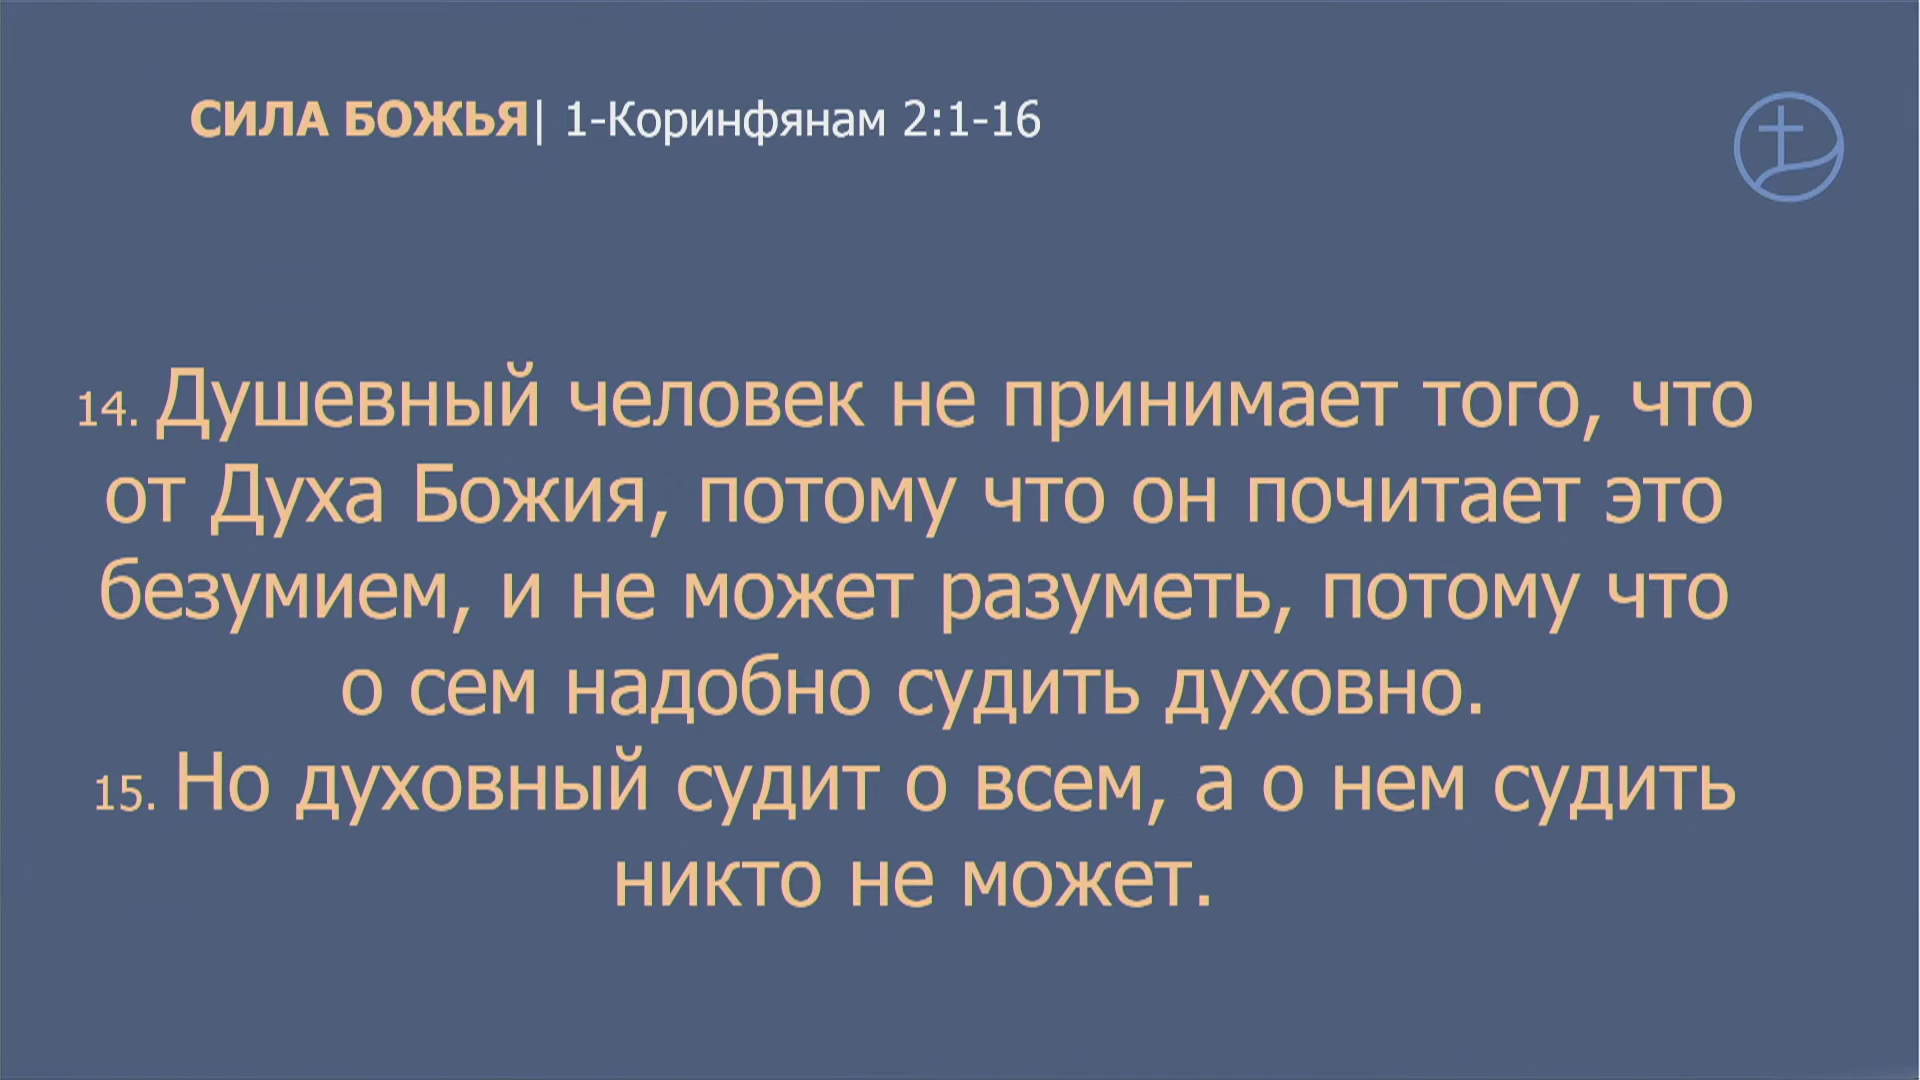 СИЛА БОЖЬЯ| 1-Коринфянам 2:1-16
14. Душевный человек не принимает того, что
от Духа Божия, потому что он почитает это
безумием, и не может разуметь, потому что
о сем надобно судить духовно.
15. Но духовный судит о всем, а о нем судить
никто не может.